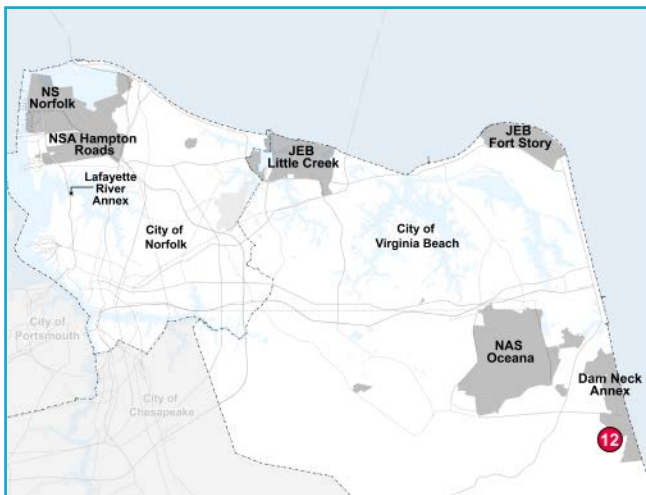 NS
Norfolk
NSA Hampton
Roads
Lafayette
River
Annex
City of
Norfolk
JEB
Little Creek
JEB
Fort Story
City of
Virginia Beach
City of
Portsmouth
City of
Chesapeake
NAS
Oceana
Dam Neck
Annex
12